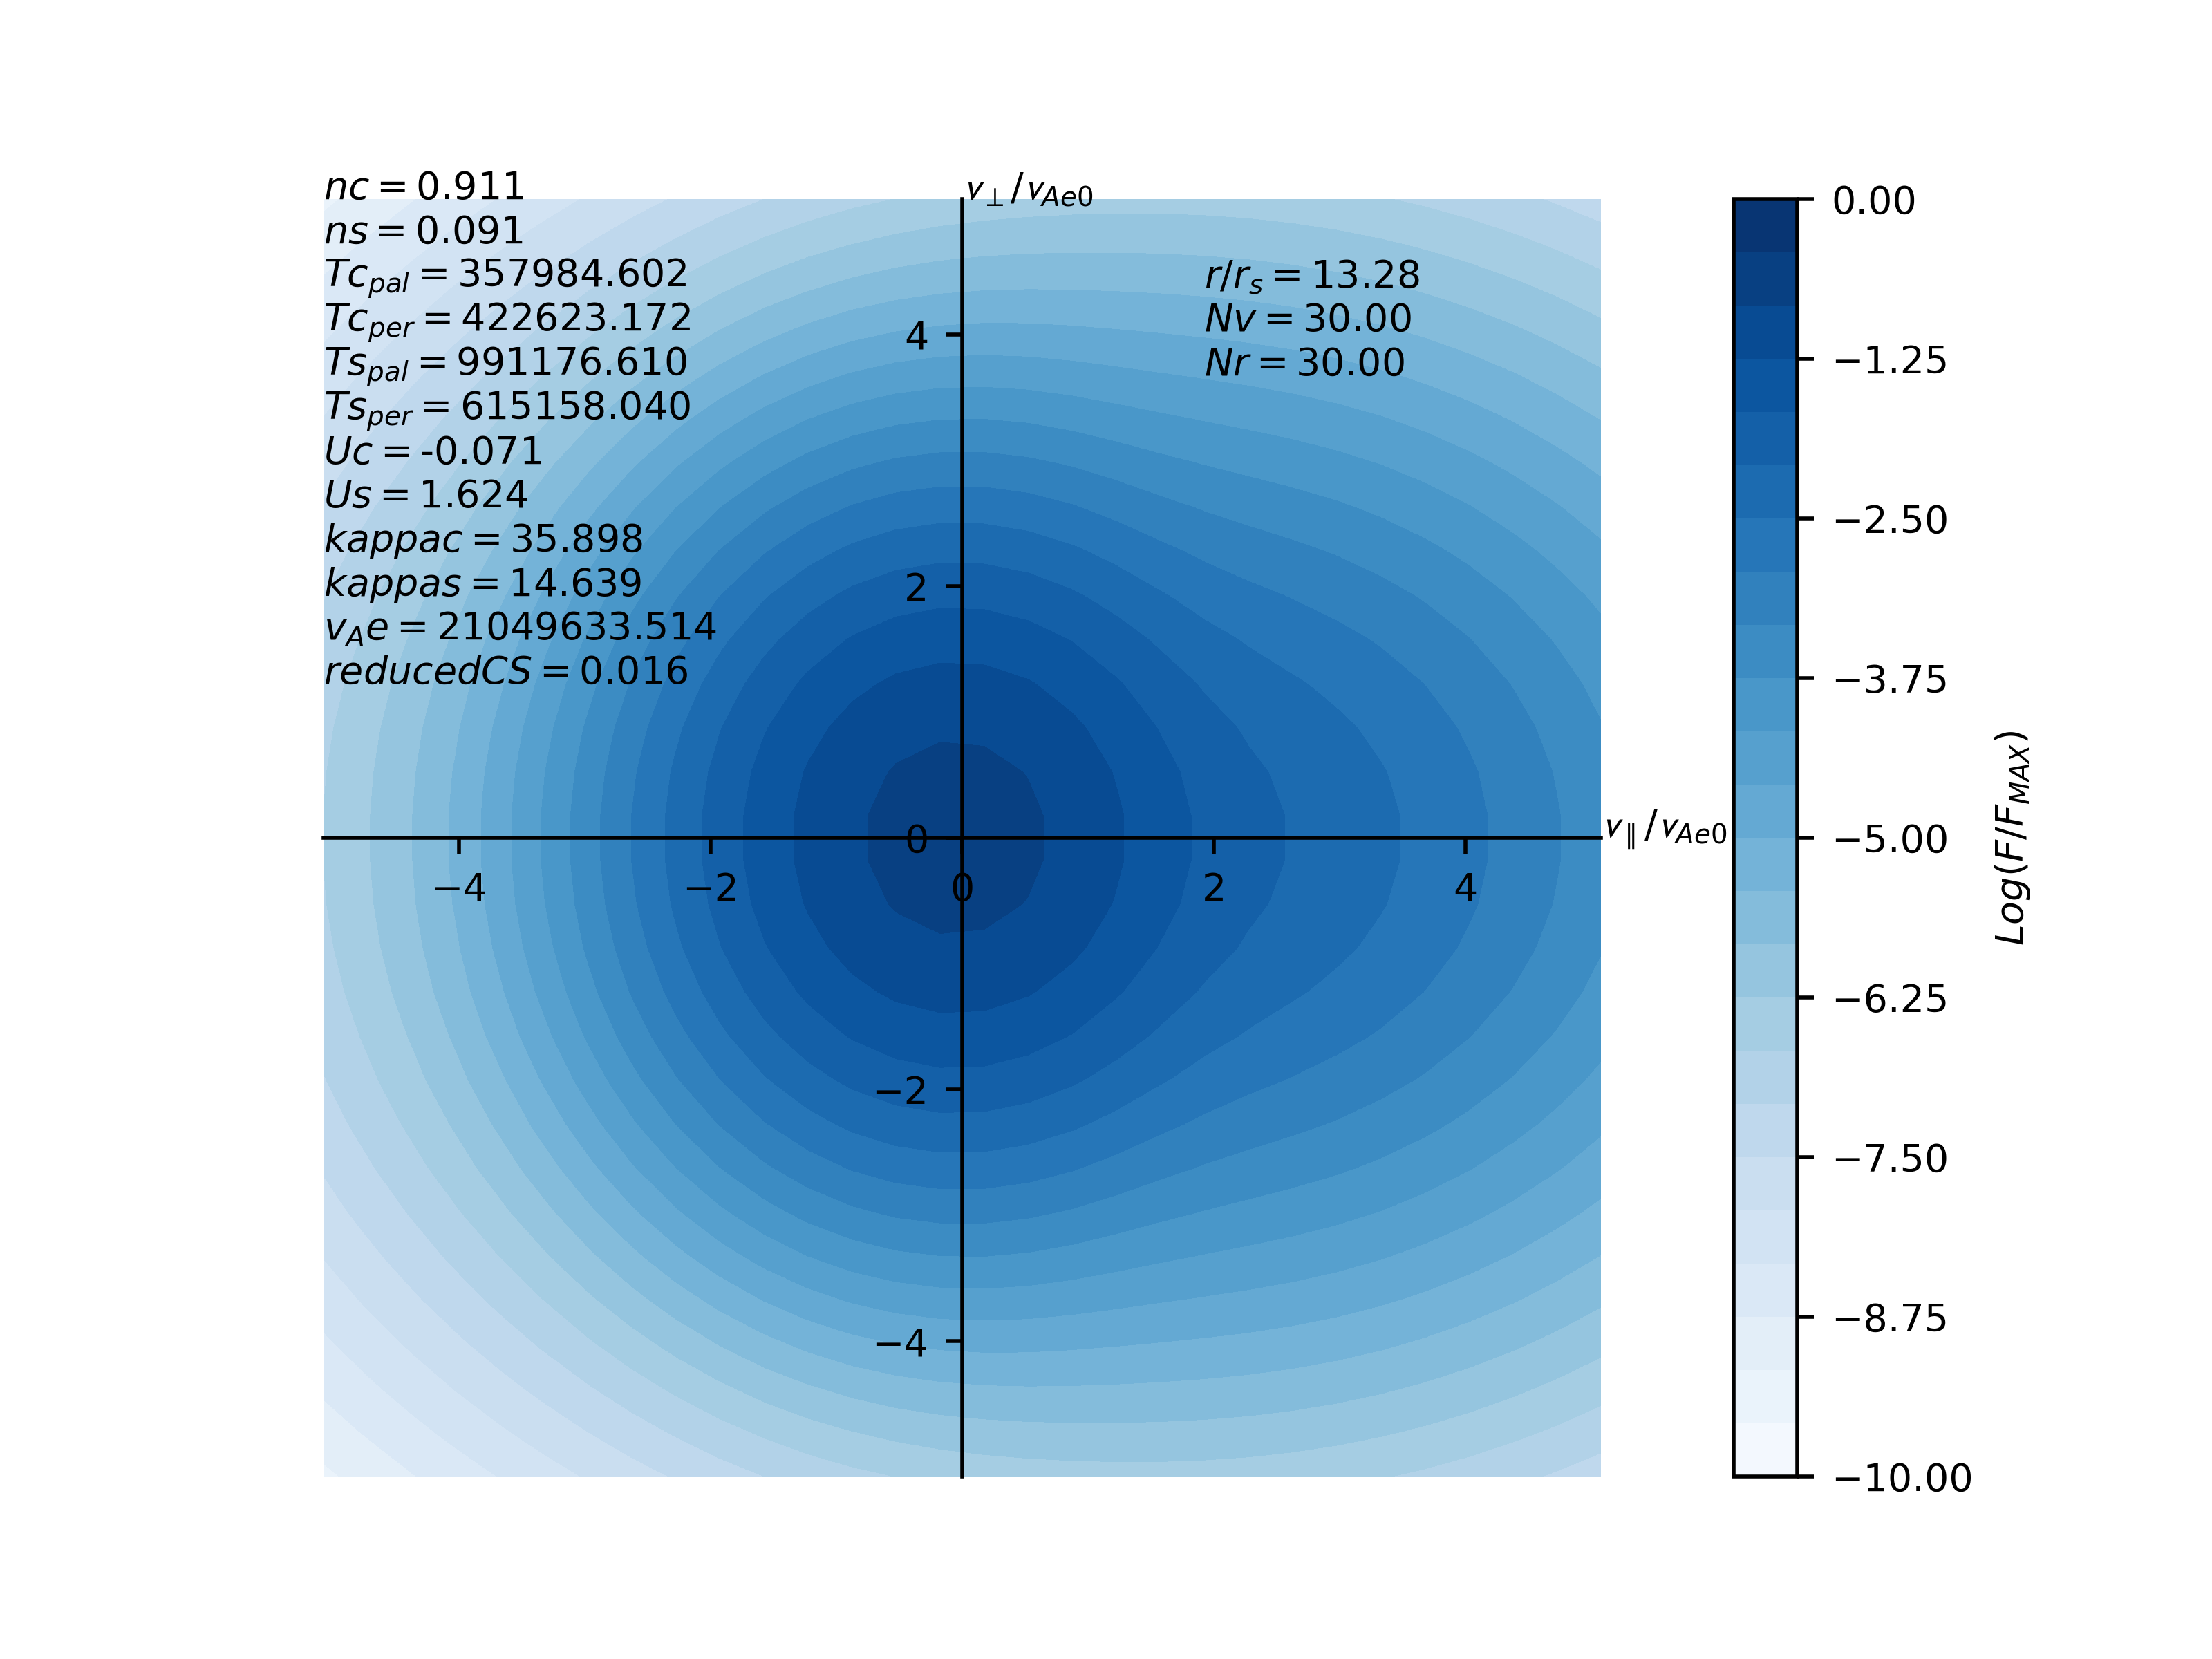 nc = 0.911
ns = 0.091
Tc_pal = 357984.602
Tc_per = 422623.172
Ts_pal = 991176.610
Ts_per = 615158.040
Uc = -0.071
Us = 1.624
kappac = 35.898
kappas = 14.639
v_Ae = 21049633.514
reducedCS = 0.016
v⊥/v_Ae0
r/r_s = 13.28
Nv = 30.00
Nr = 30.00
4
2
0
−2
−4
−4
−2
0
2
4
v∥/v_Ae0
0.00
−1.25
−2.50
−3.75
−5.00
−6.25
−7.50
−8.75
−10.00
Log(F/F_MAX)